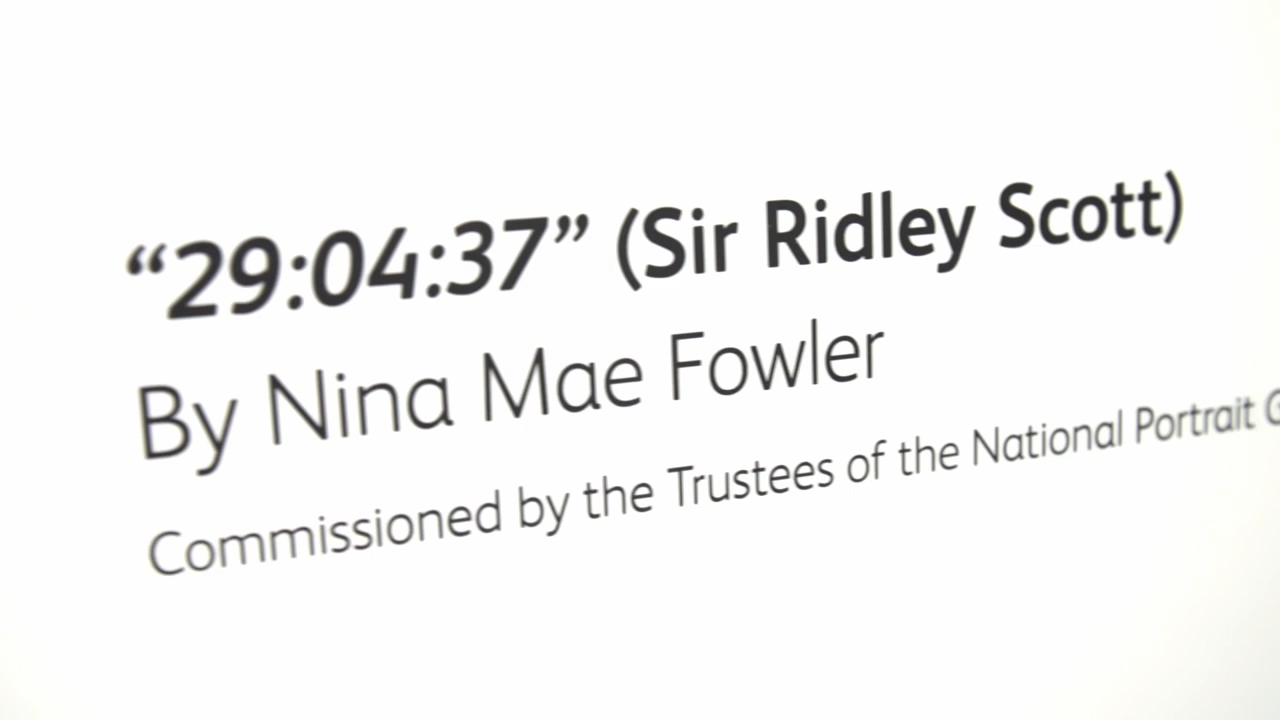 “29:04:37” (Sir Ridley Scott)
By Nina Mae Fowler
Commissioned by the Trustees of the National Portrait G